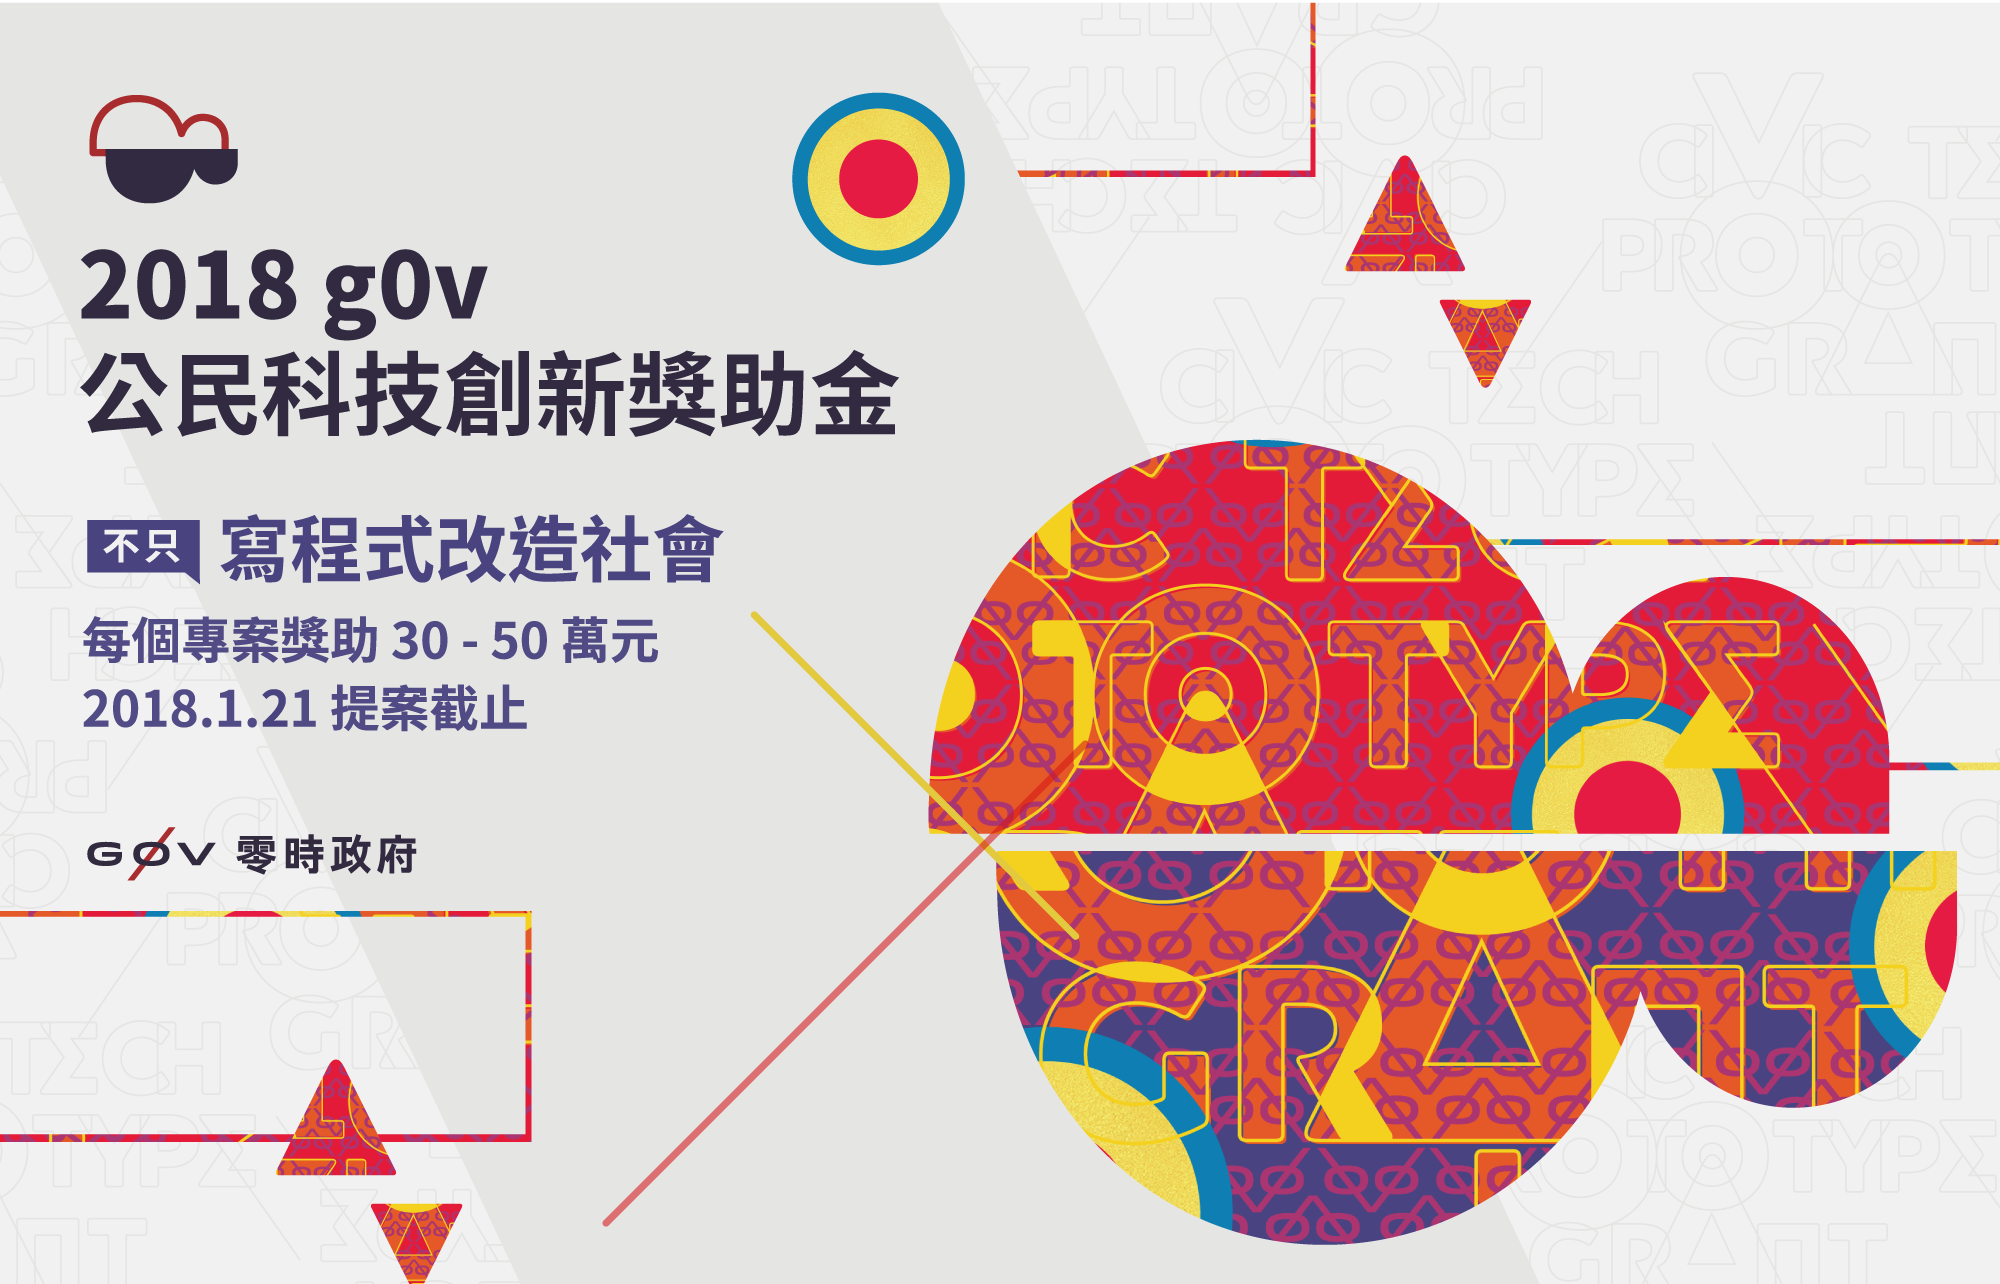 2018 g0v
公民科技創新獎助金
不只 寫程式改造社會
每個專案獎助 30 - 50 萬元
2018.1.21 提案截止
GØV 零時政府
CIVIC TECH
PROTOTYPE
GRANT